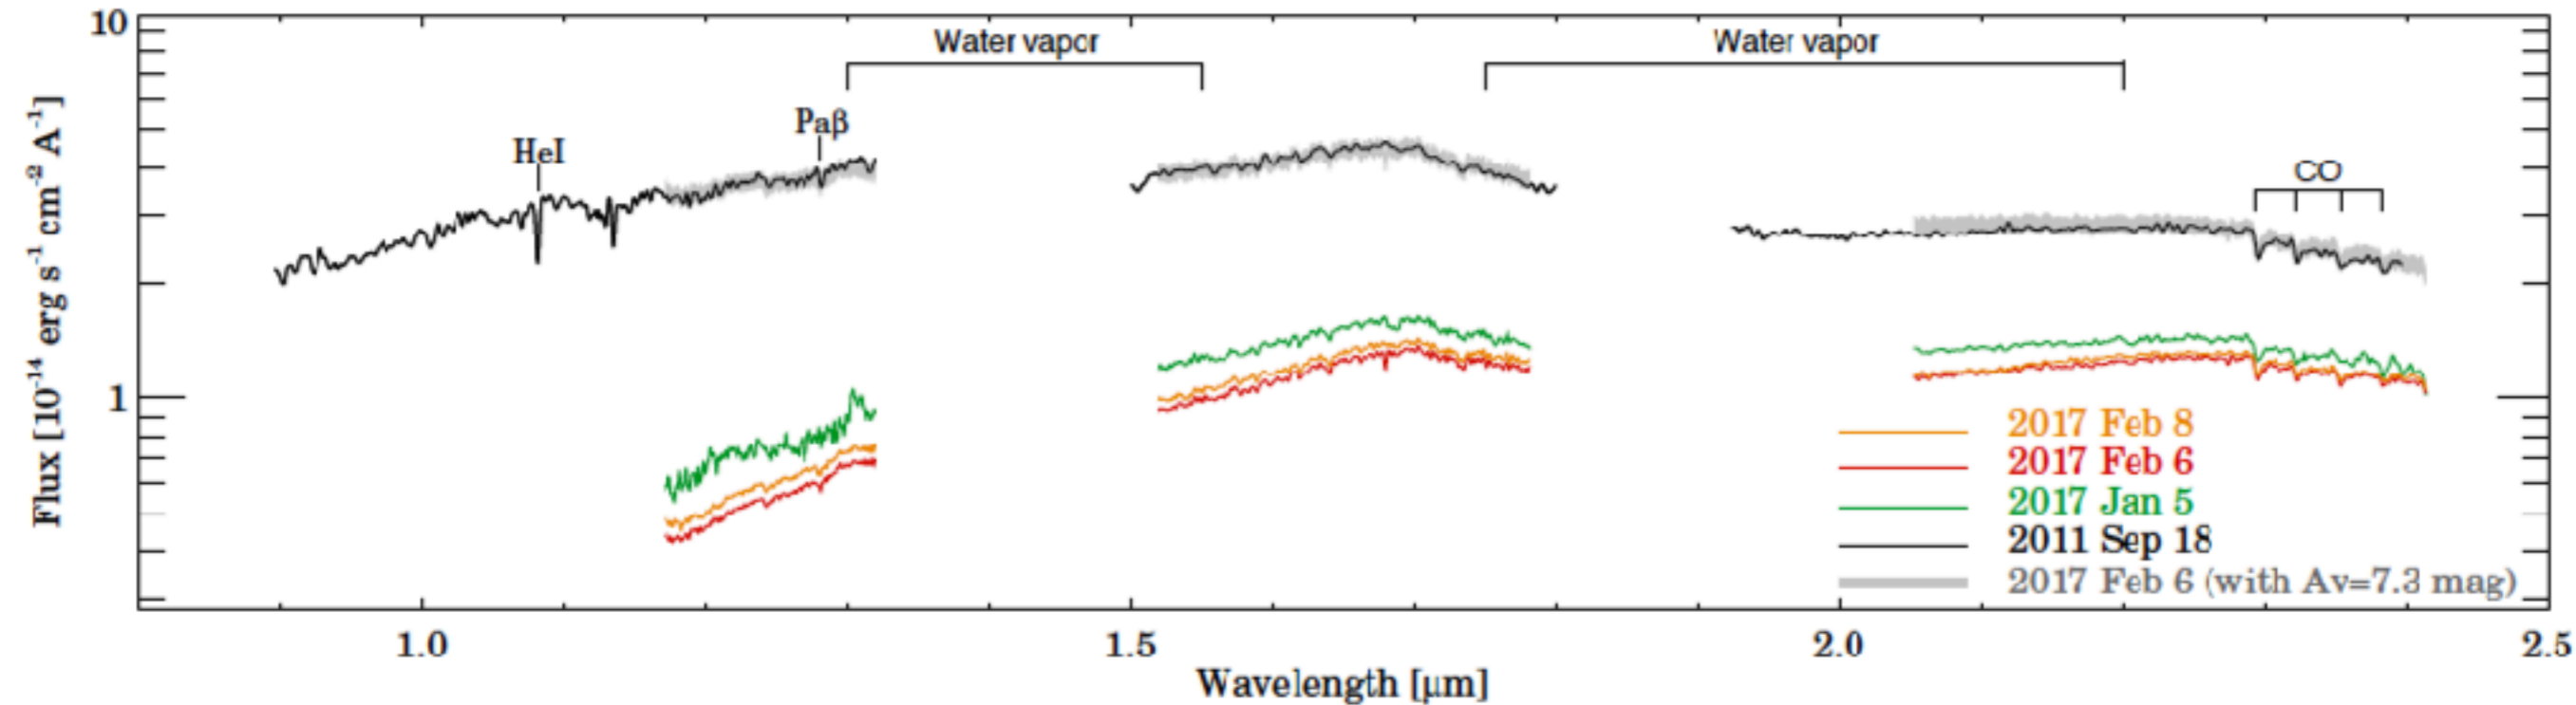 10
Water vapor
Water vapor
HeI
Paβ
CO
1
Flux [10⁻¹⁴ erg s⁻¹ cm⁻² A⁻¹]
2017 Feb 8
2017 Feb 6
2017 Jan 5
2011 Sep 18
2017 Feb 6 (with Av=7.3 mag)
1.0
1.5
2.0
2.5
Wavelength [μm]